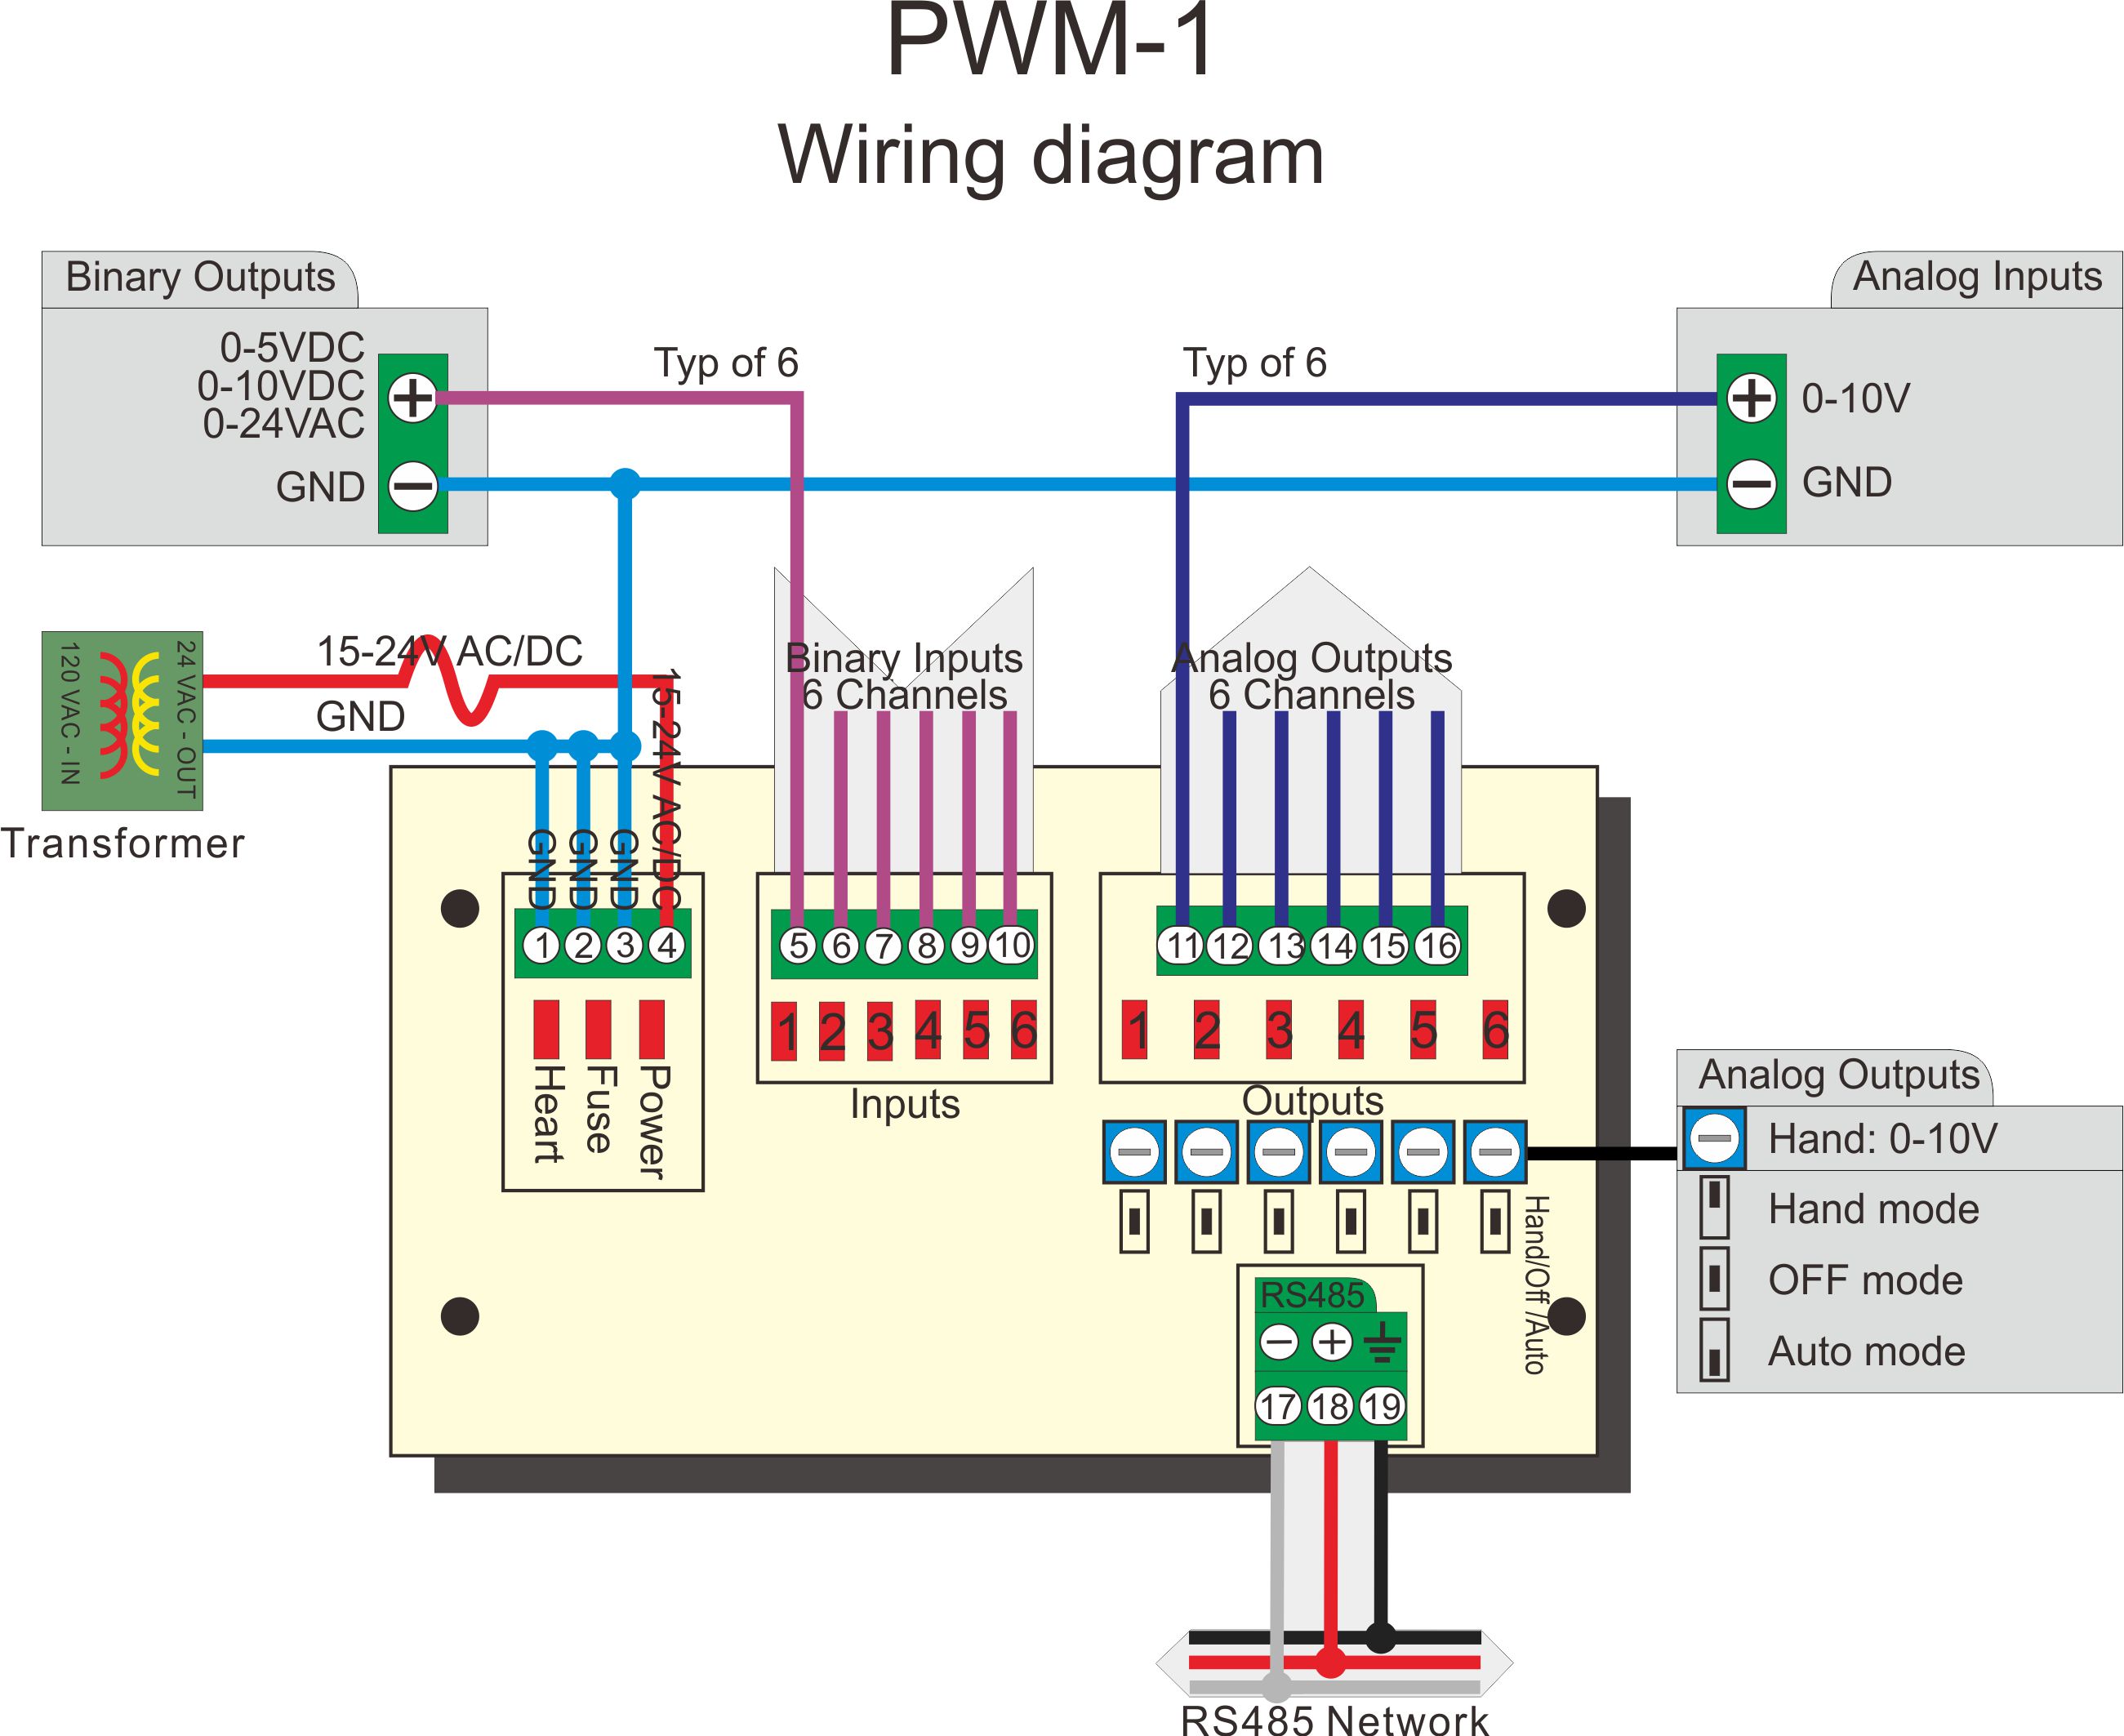 PWM-1
Wiring diagram
Binary Outputs
0-5VDC
0-10VDC
0-24VAC
GND
Typ of 6
Typ of 6
Analog Inputs
0-10V
GND
120 VAC - IN
24 VAC - OUT
Transformer
15-24V AC/DC
GND
GND
GND
GND
15-24V AC/DC
Binary Inputs
6 Channels
Analog Outputs
6 Channels
1 2 3 4
5 6 7 8 9 10
11 12 13 14 15 16
Heart
Fuse
Power
1 2 3 4 5 6
Inputs
1 2 3 4 5 6
Outputs
Hand/Off /Auto
Analog Outputs
Hand: 0-10V
Hand mode
OFF mode
Auto mode
RS485
17 18 19
RS485 Network